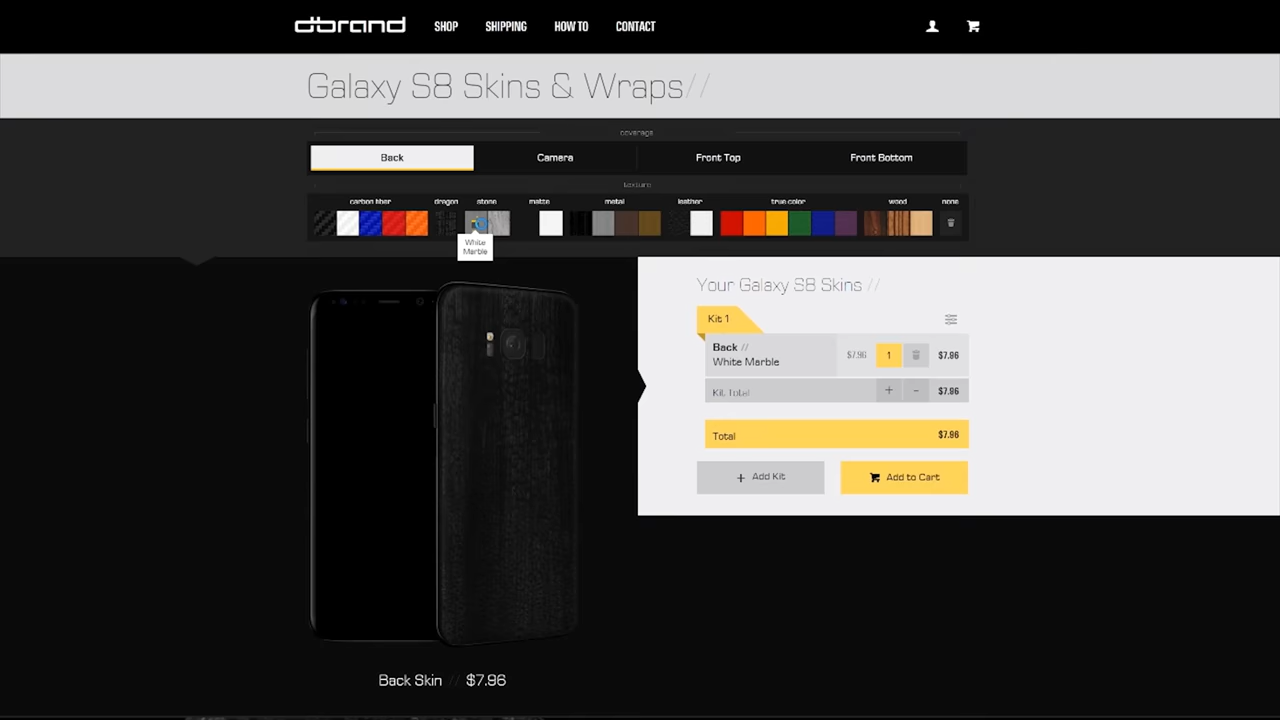 dbrand
SHOP
SHIPPING
HOW TO
CONTACT
Galaxy S8 Skins & Wraps//
coverage
Back
Camera
Front Top
Front Bottom
texture
carbon fiber
dragon
stone
matte
metal
leather
true color
wood
none
White
Marble
Your Galaxy S8 Skins //
Kit 1
Back //
White Marble
$7.96
1
$7.96
Kit Total
+
-
$7.96
Total
$7.96
+ Add Kit
Add to Cart
Back Skin // $7.96